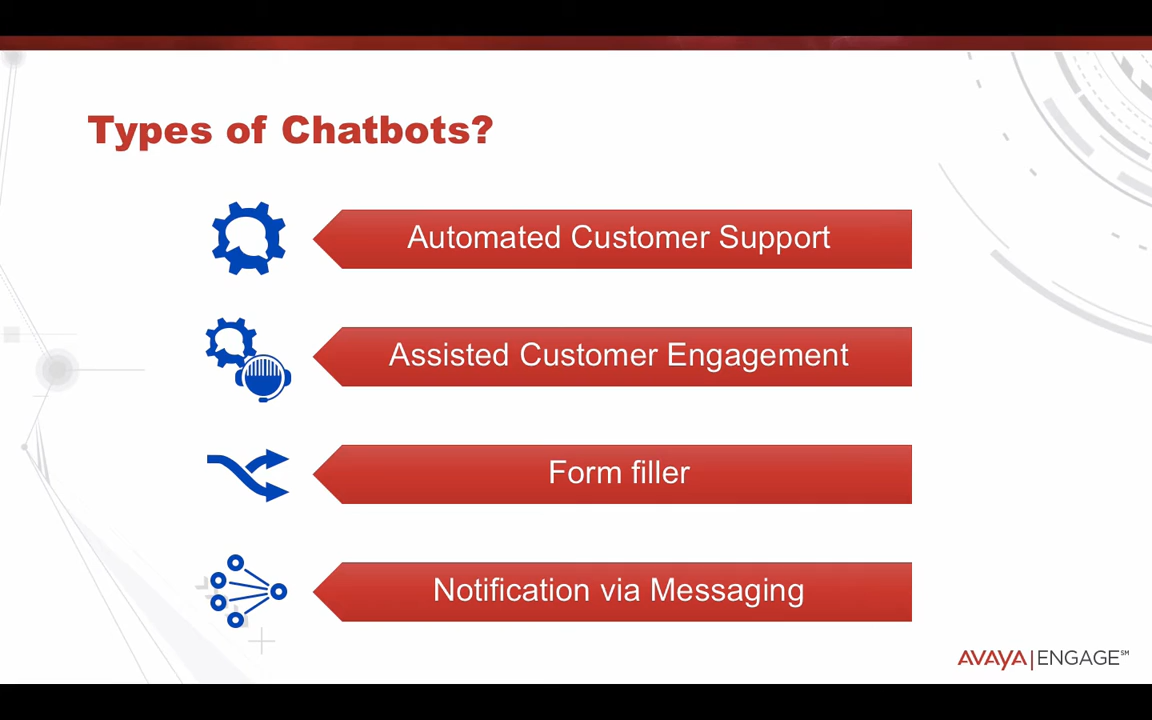 Types of Chatbots?
Automated Customer Support
Assisted Customer Engagement
Form filler
Notification via Messaging
AVAYA|ENGAGE℠